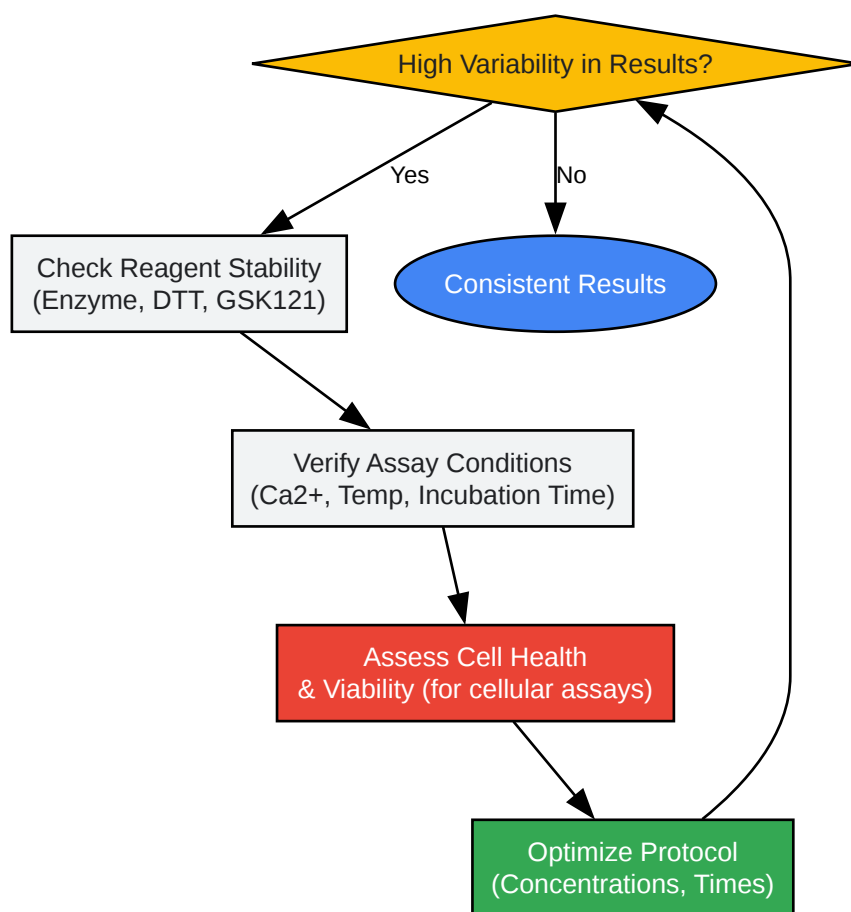 High Variability in Results?
Yes
No
Check Reagent Stability
(Enzyme, DTT, GSK121)
Consistent Results
Verify Assay Conditions
(Ca2+, Temp, Incubation Time)
Assess Cell Health
& Viability (for cellular assays)
Optimize Protocol
(Concentrations, Times)